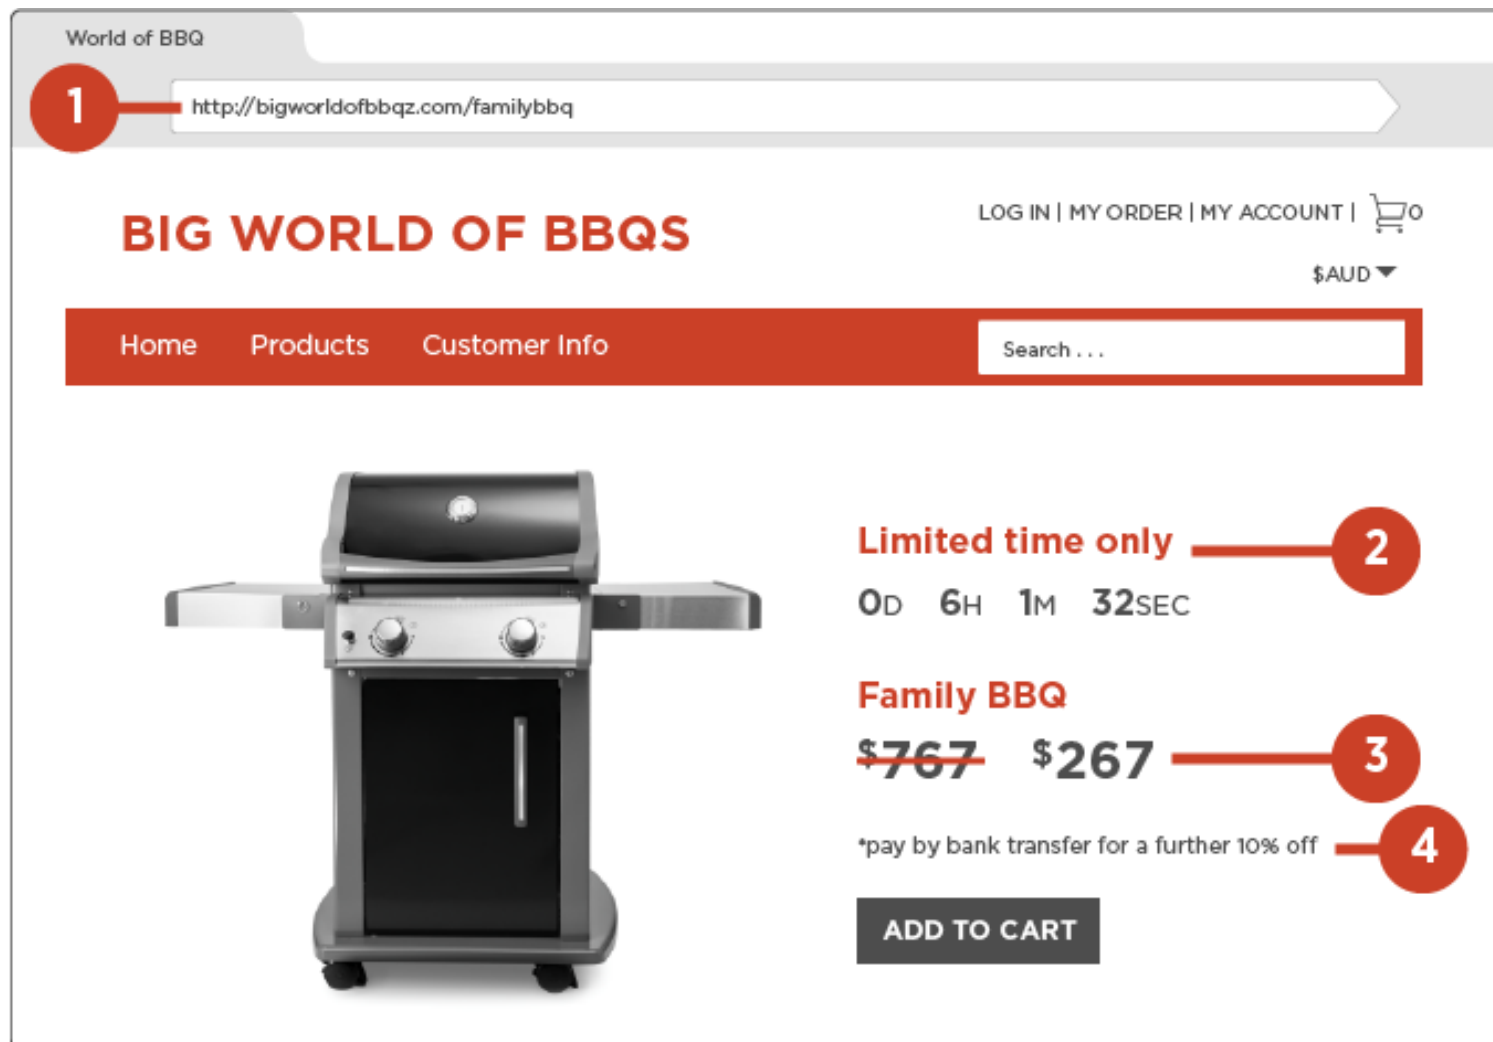 World of BBQ
1
http://bigworldofbbqz.com/familybbq
LOG IN | MY ORDER | MY ACCOUNT | 0
BIG WORLD OF BBQS
$AUD
Home Products Customer Info Search . . .
Limited time only
2
0D 6H 1M 32SEC
Family BBQ
$767 $267
3
*pay by bank transfer for a further 10% off
4
ADD TO CART